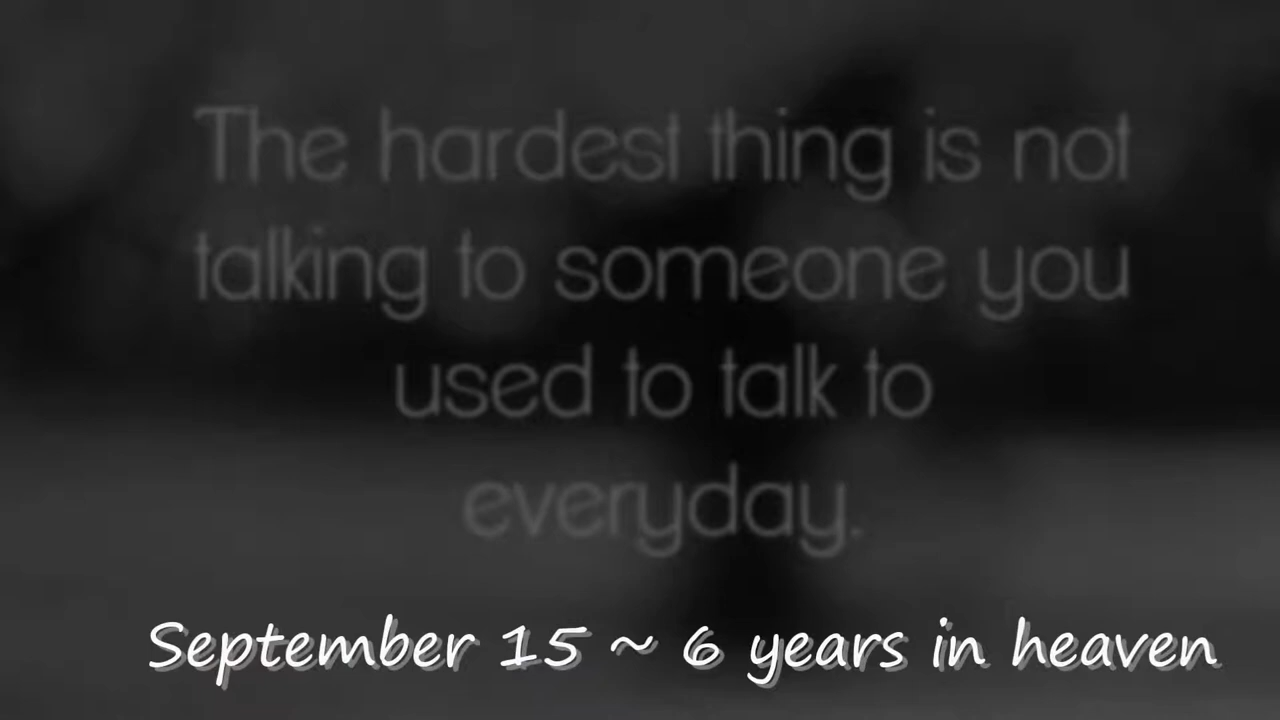 The hardest thing is not
talking to someone you
used to talk to
everyday.
September 15 ~ 6 years in heaven